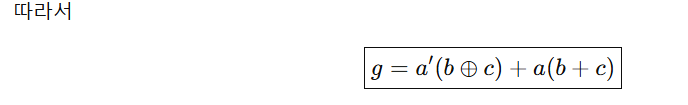 따라서
g = a′(b ⊕ c) + a(b + c)